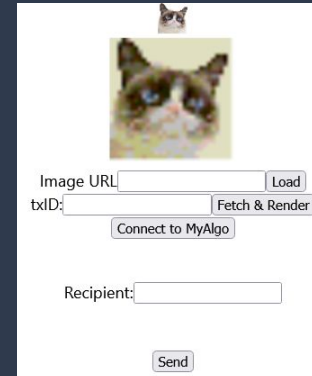 Image URL Load
txID: Fetch & Render
Connect to MyAlgo
Recipient:
Send